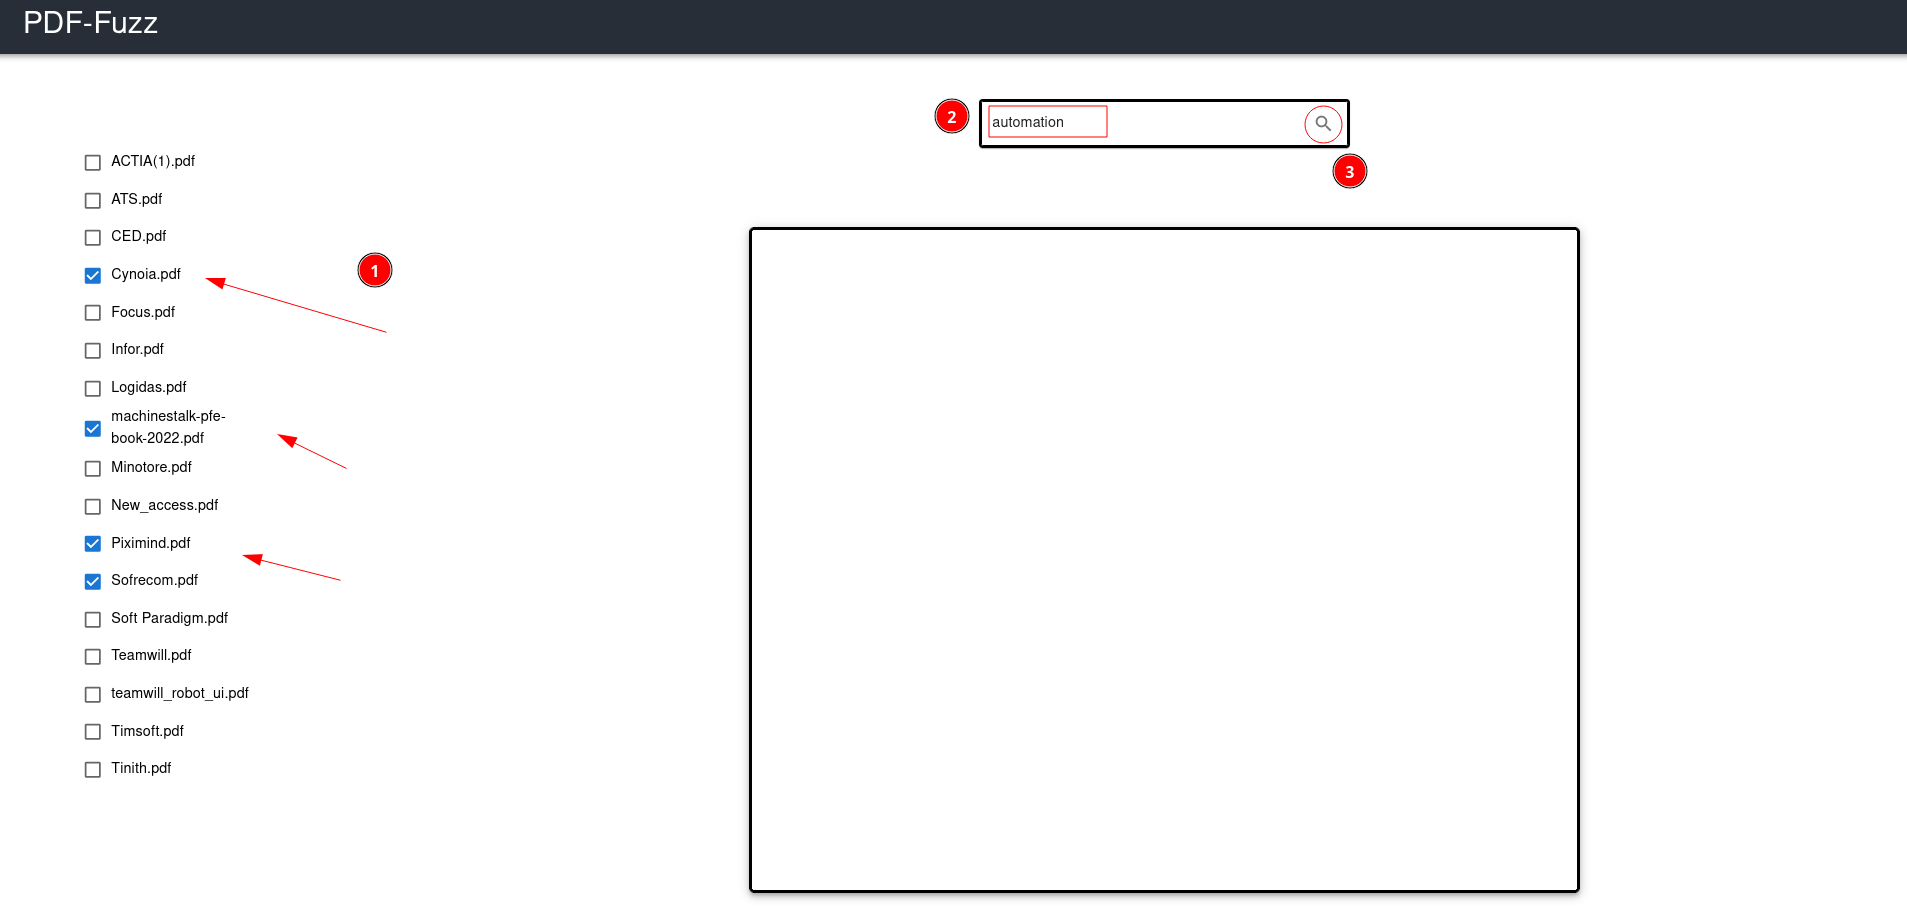 PDF-Fuzz
2
automation
3
ACTIA(1).pdf
ATS.pdf
CED.pdf
1
Cynoia.pdf
Focus.pdf
Infor.pdf
Logidas.pdf
machinestalk-pfe-
book-2022.pdf
Minotore.pdf
New_access.pdf
Piximind.pdf
Sofrecom.pdf
Soft Paradigm.pdf
Teamwill.pdf
teamwill_robot_ui.pdf
Timsoft.pdf
Tinith.pdf